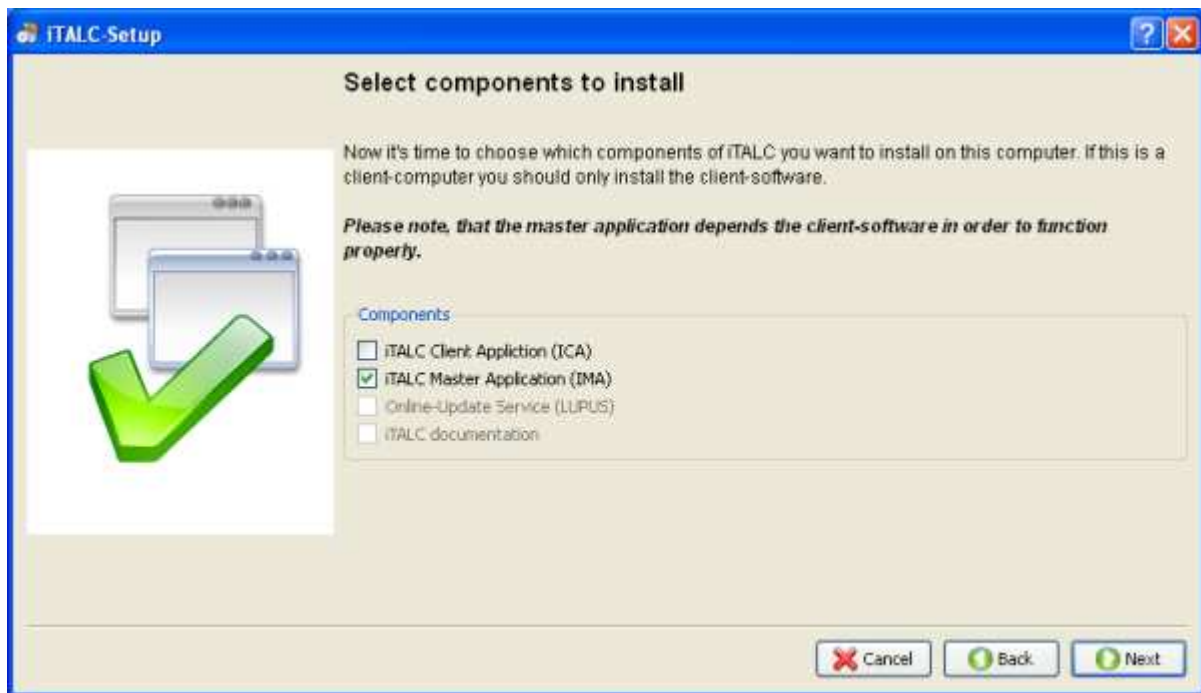 iTALC-Setup
Select components to install
Now it's time to choose which components of iTALC you want to install on this computer. If this is a
client-computer you should only install the client-software.
Please note, that the master application depends the client-software in order to function
properly.
Components
iTALC Client Appliction (ICA)
iTALC Master Application (IMA)
Online-Update Service (LUPUS)
iTALC documentation
Cancel
Back
Next